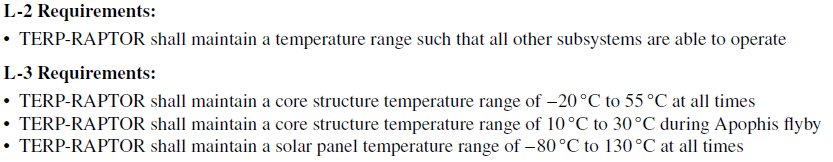 L-2 Requirements:
• TERP-RAPTOR shall maintain a temperature range such that all other subsystems are able to operate
L-3 Requirements:
• TERP-RAPTOR shall maintain a core structure temperature range of −20 °C to 55 °C at all times
• TERP-RAPTOR shall maintain a core structure temperature range of 10 °C to 30 °C during Apophis flyby
• TERP-RAPTOR shall maintain a solar panel temperature range of −80 °C to 130 °C at all times